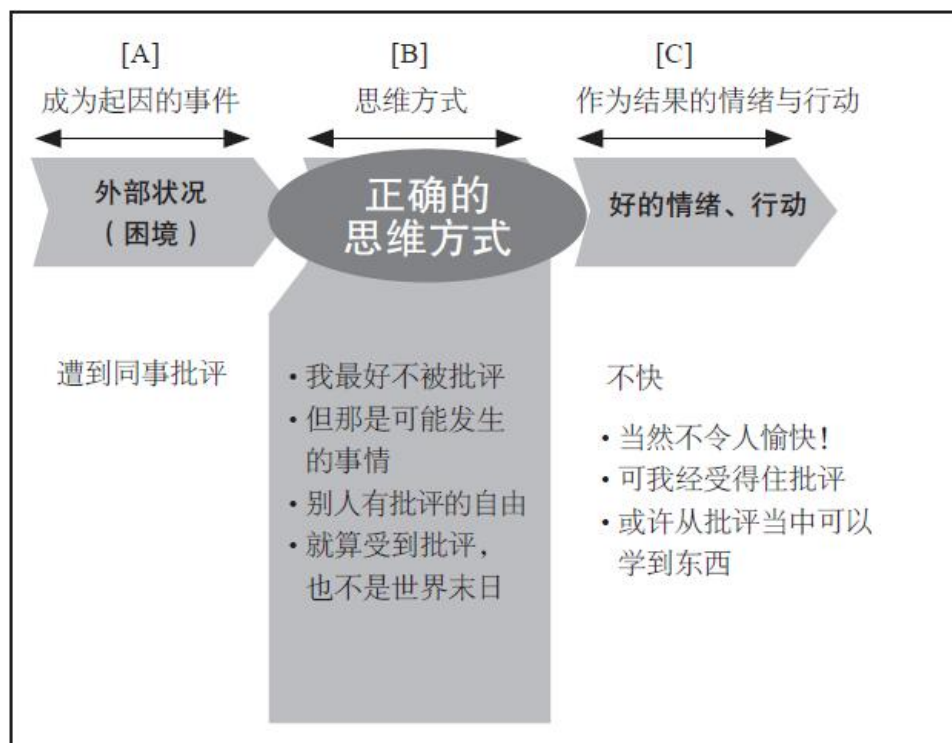 [A]
成为起因的事件
外部状况
（困境）
遭到同事批评
[B]
思维方式
正确的
思维方式
·我最好不被批评
·但那是可能发生
的事情
·别人有批评的自由
·就算受到批评，
也不是世界末日
[C]
作为结果的情绪与行动
好的情绪、行动
不快
·当然不令人愉快！
·可我经受得住批评
·或许从批评当中可以
学到东西